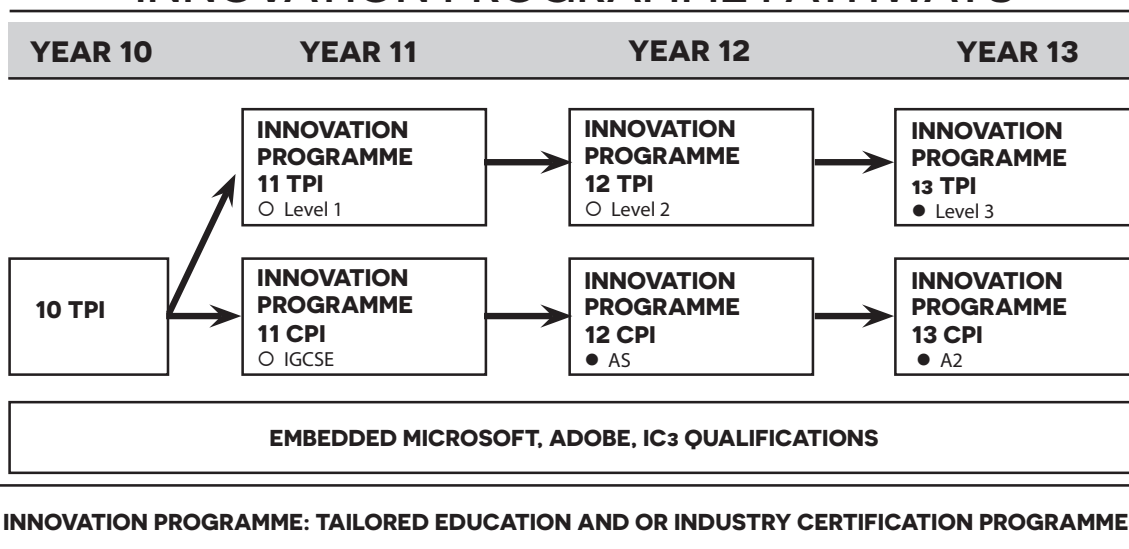 INNOVATION PROGRAMME PATHWAYS
YEAR 10
YEAR 11
YEAR 12
YEAR 13
INNOVATION
PROGRAMME
11 TPI
○ Level 1
INNOVATION
PROGRAMME
12 TPI
○ Level 2
INNOVATION
PROGRAMME
13 TPI
● Level 3
10 TPI
INNOVATION
PROGRAMME
11 CPI
○ IGCSE
INNOVATION
PROGRAMME
12 CPI
● AS
INNOVATION
PROGRAMME
13 CPI
● A2
EMBEDDED MICROSOFT, ADOBE, IC3 QUALIFICATIONS
INNOVATION PROGRAMME: TAILORED EDUCATION AND OR INDUSTRY CERTIFICATION PROGRAMME